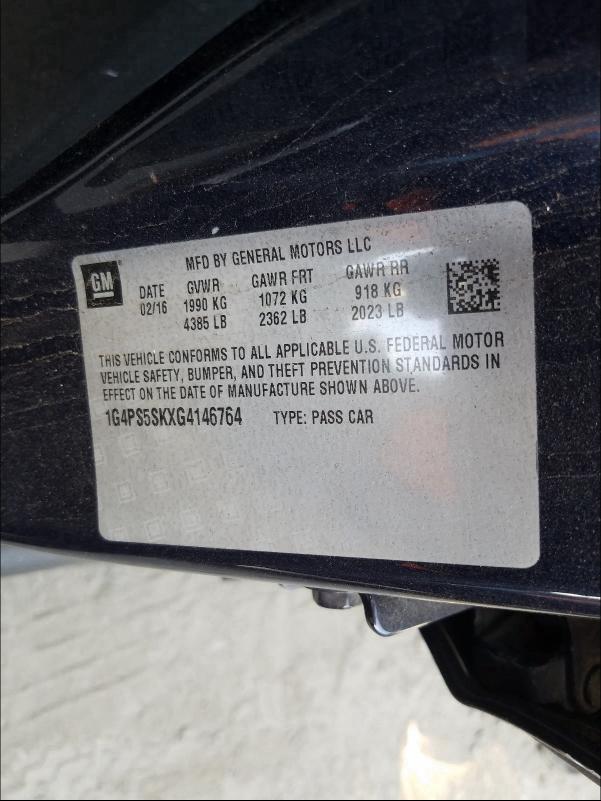 GM
MFD BY GENERAL MOTORS LLC
DATE GVWR GAWR FRT GAWR RR
02/16 1990 KG 1072 KG 918 KG
4385 LB 2362 LB 2023 LB
THIS VEHICLE CONFORMS TO ALL APPLICABLE U.S. FEDERAL MOTOR
VEHICLE SAFETY, BUMPER, AND THEFT PREVENTION STANDARDS IN
EFFECT ON THE DATE OF MANUFACTURE SHOWN ABOVE.
1G4PS5SKXG4146764 TYPE: PASS CAR